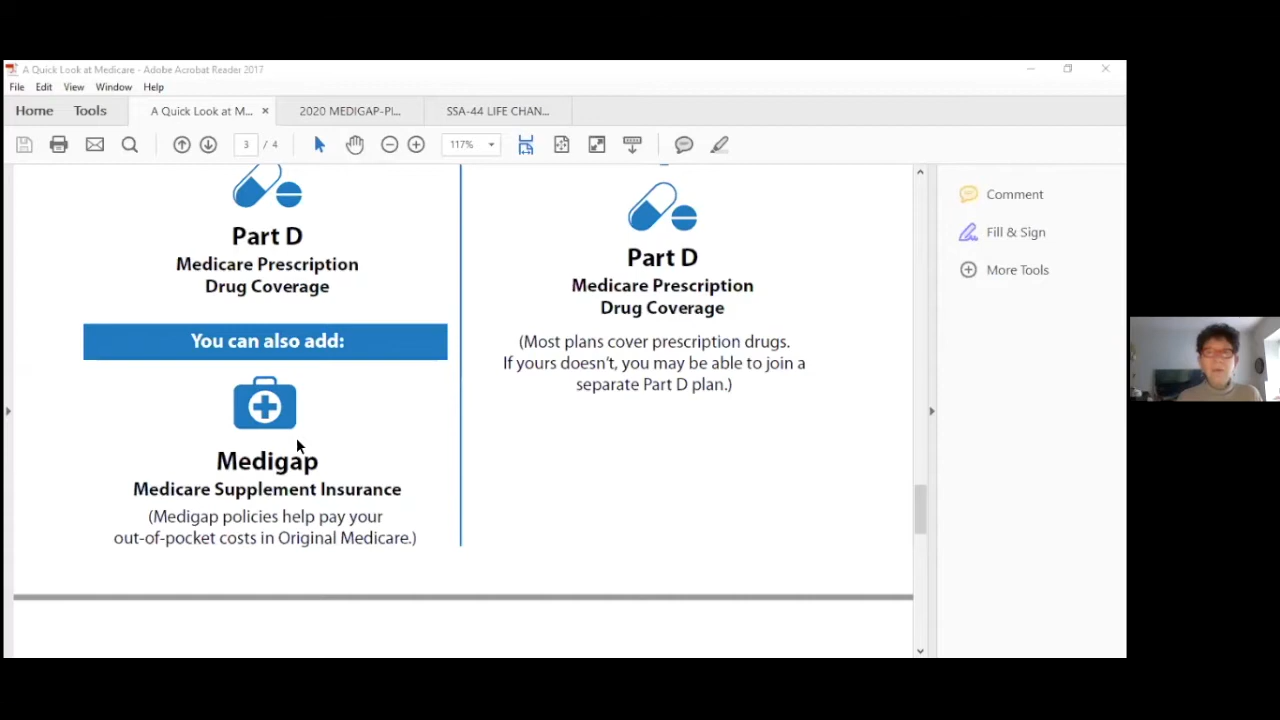 A Quick Look at Medicare - Adobe Acrobat Reader 2017
File Edit View Window Help
Home Tools A Quick Look at M... × 2020 MEDIGAP-Pl... SSA-44 LIFE CHAN...
3 / 4 117%
Part D
Medicare Prescription
Drug Coverage
You can also add:
Medigap
Medicare Supplement Insurance
(Medigap policies help pay your
out-of-pocket costs in Original Medicare.)
Part D
Medicare Prescription
Drug Coverage
(Most plans cover prescription drugs.
If yours doesn't, you may be able to join a
separate Part D plan.)
Comment
Fill & Sign
More Tools